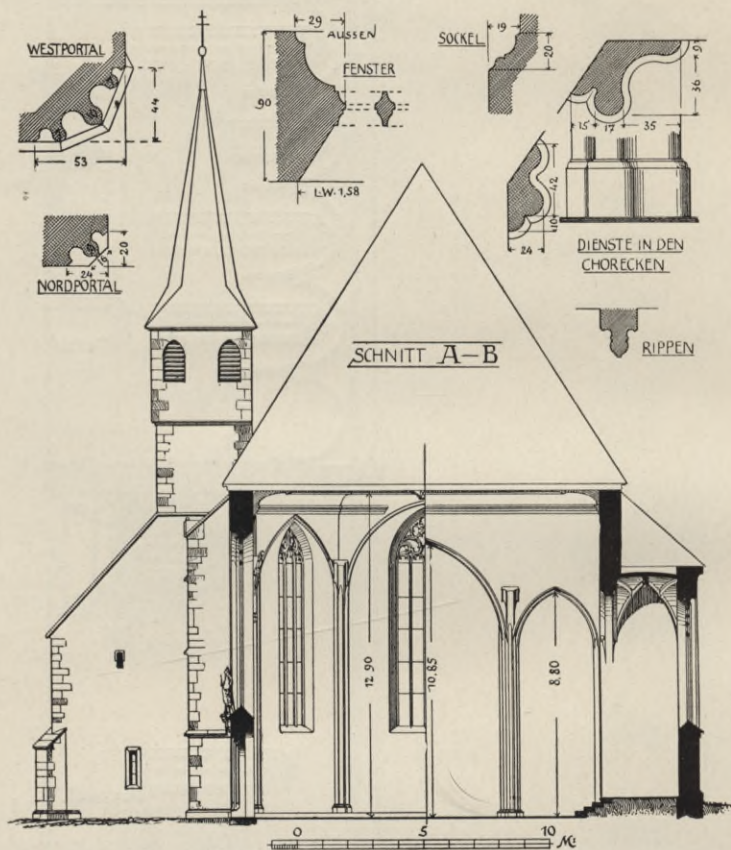 WESTPORTAL
44
53
29
AUSSEN
FENSTER
90
L.W. 1,58
SOCKEL
19
20
9
36
15 17 35
42
10
24
DIENSTE IN DEN
CHORECKEN
20
24
NORDPORTAL
RIPPEN
SCHNITT A–B
12,90
10,85
8,80
0 5 10